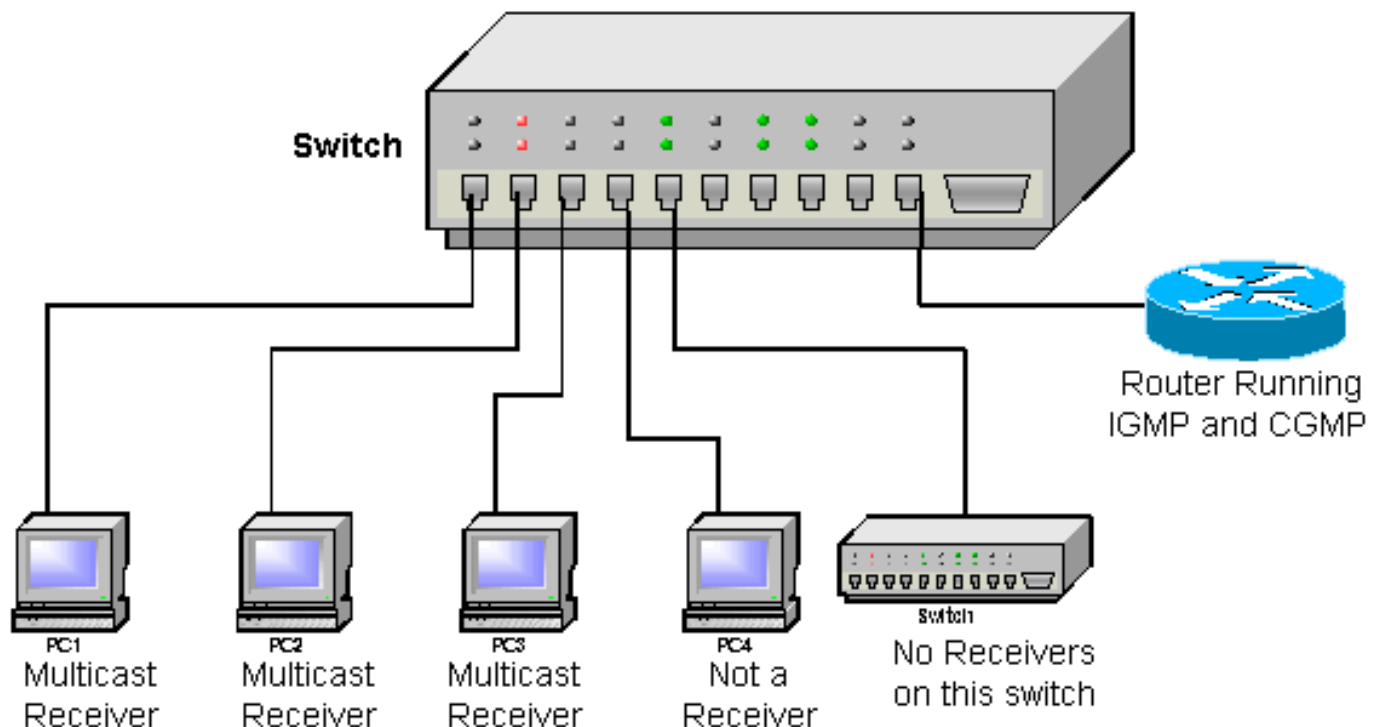 Switch
Router Running
IGMP and CGMP
PC1
Multicast
Receiver
PC2
Multicast
Receiver
PC3
Multicast
Receiver
PC4
Not a
Receiver
Switch
No Receivers
on this switch